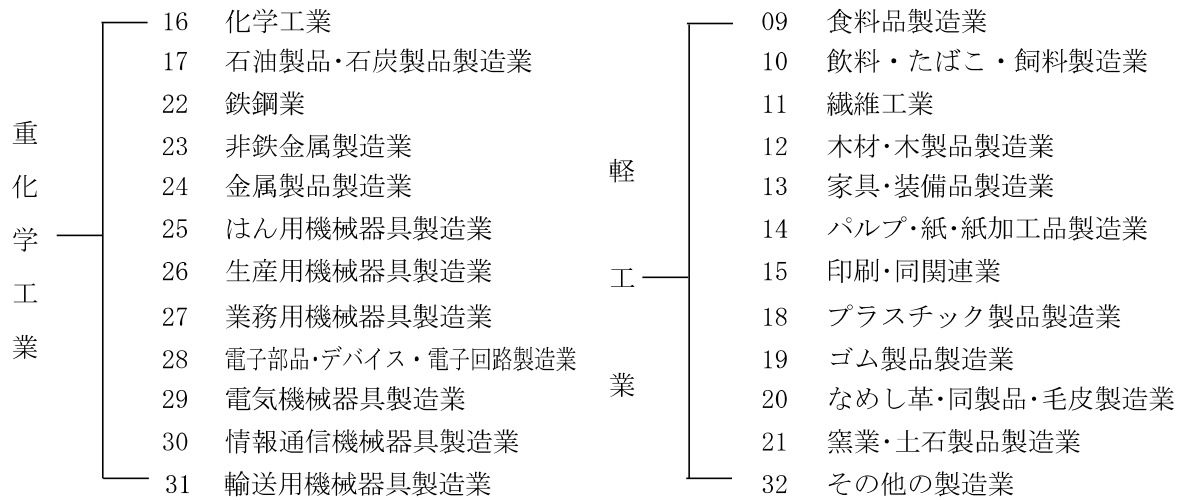 重化学工業
16 化学工業
17 石油製品･石炭製品製造業
22 鉄鋼業
23 非鉄金属製造業
24 金属製品製造業
25 はん用機械器具製造業
26 生産用機械器具製造業
27 業務用機械器具製造業
28 電子部品･デバイス・電子回路製造業
29 電気機械器具製造業
30 情報通信機械器具製造業
31 輸送用機械器具製造業
軽工業
09 食料品製造業
10 飲料・たばこ・飼料製造業
11 繊維工業
12 木材･木製品製造業
13 家具･装備品製造業
14 パルプ･紙･紙加工品製造業
15 印刷･同関連業
18 プラスチック製品製造業
19 ゴム製品製造業
20 なめし革･同製品･毛皮製造業
21 窯業･土石製品製造業
32 その他の製造業